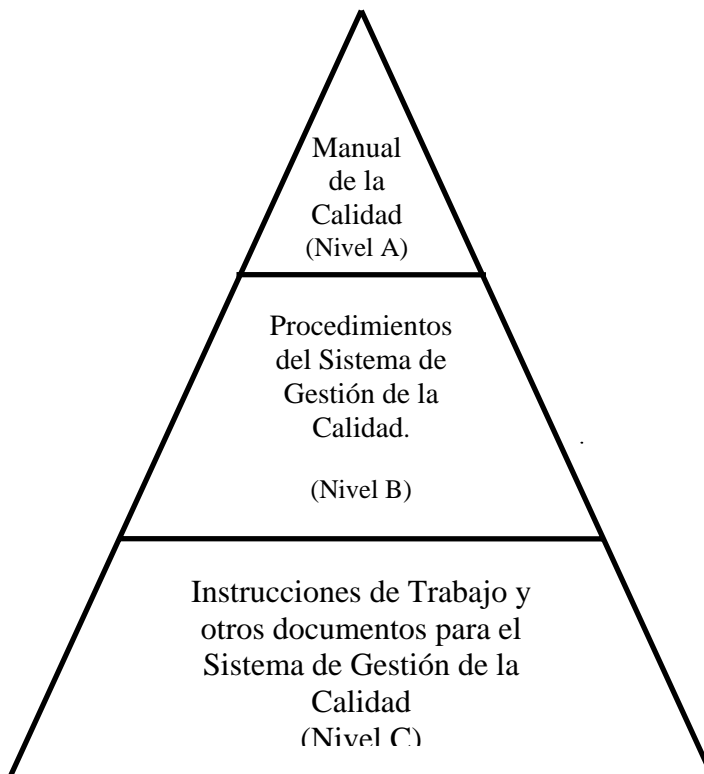 Manual
de la
Calidad
(Nivel A)
Procedimientos
del Sistema de
Gestión de la
Calidad.
(Nivel B)
Instrucciones de Trabajo y
otros documentos para el
Sistema de Gestión de la
Calidad
(Nivel C)